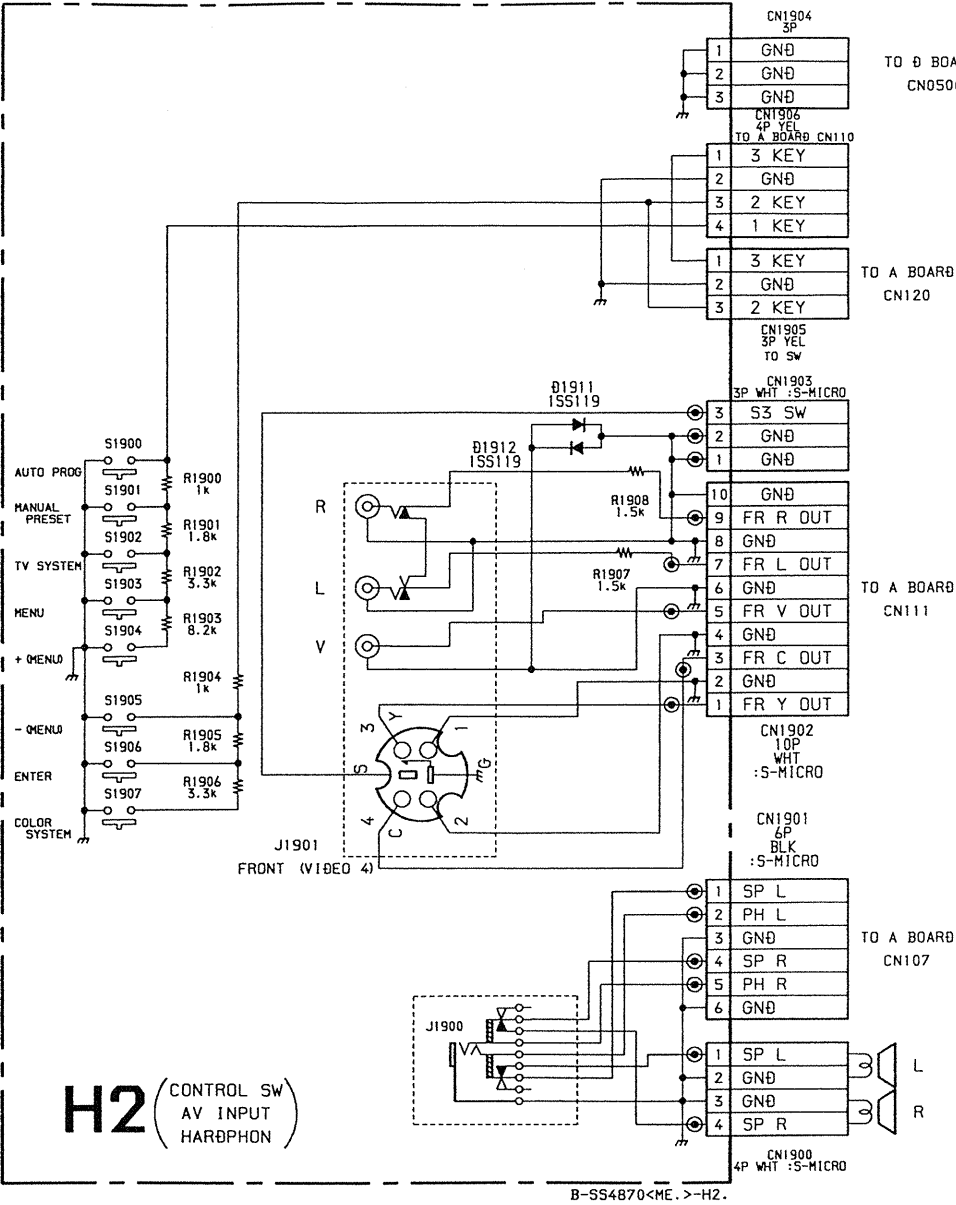 CN1904
3P
1 GND
2 GND
3 GND
TO D BOA
CN050
CN1906
4P YEL
TO A BOARD CN110
1 3 KEY
2 GND
3 2 KEY
4 1 KEY
1 3 KEY
2 GND
3 2 KEY
TO A BOARD
CN120
CN1905
3P YEL
TO SW
CN1903
3P WHT :S-MICRO
3 S3 SW
2 GND
1 GND
D1911
1SS119
D1912
1SS119
10 GND
9 FR R OUT
8 GND
7 FR L OUT
6 GND
5 FR V OUT
4 GND
3 FR C OUT
2 GND
1 FR Y OUT
TO A BOARD
CN111
CN1902
10P
WHT
:S-MICRO
R1908
1.5k
R1907
1.5k
R
L
V
S1900
AUTO PROG
R1900
1k
S1901
MANUAL
PRESET
R1901
1.8k
S1902
TV SYSTEM
R1902
3.3k
S1903
MENU
R1903
8.2k
S1904
+ (MENU)
R1904
1k
S1905
- (MENU)
R1905
1.8k
S1906
ENTER
R1906
3.3k
S1907
COLOR
SYSTEM
3 Y 1
S G
4 C 2
J1901
FRONT (VIDEO 4)
CN1901
6P
BLK
:S-MICRO
1 SP L
2 PH L
3 GND
4 SP R
5 PH R
6 GND
TO A BOARD
CN107
J1900
1 SP L
2 GND
3 GND
4 SP R
L
R
CN1900
4P WHT :S-MICRO
H2
CONTROL SW
AV INPUT
HARDPHON
B-SS4870<ME.>-H2.